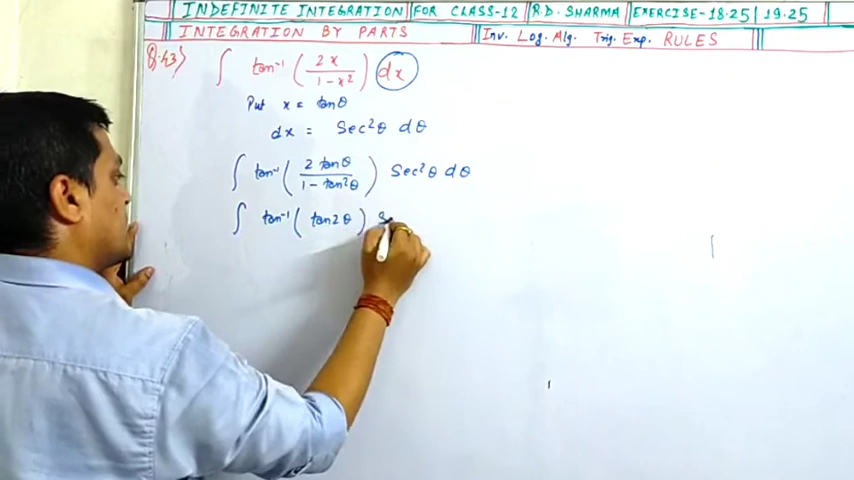 INDEFINITE INTEGRATION | FOR CLASS-12 | R.D. SHARMA | EXERCISE-18.25 | 19.25
INTEGRATION BY PARTS Inv. Log. Alg. Trig. Exp. RULES
Q.43) ∫ tan⁻¹ (2x / 1-x²) dx
Put x = tanθ
dx = Sec²θ dθ
∫ tan⁻¹ (2 tanθ / 1 - tan²θ) Sec²θ dθ
∫ tan⁻¹ (tan2θ) S